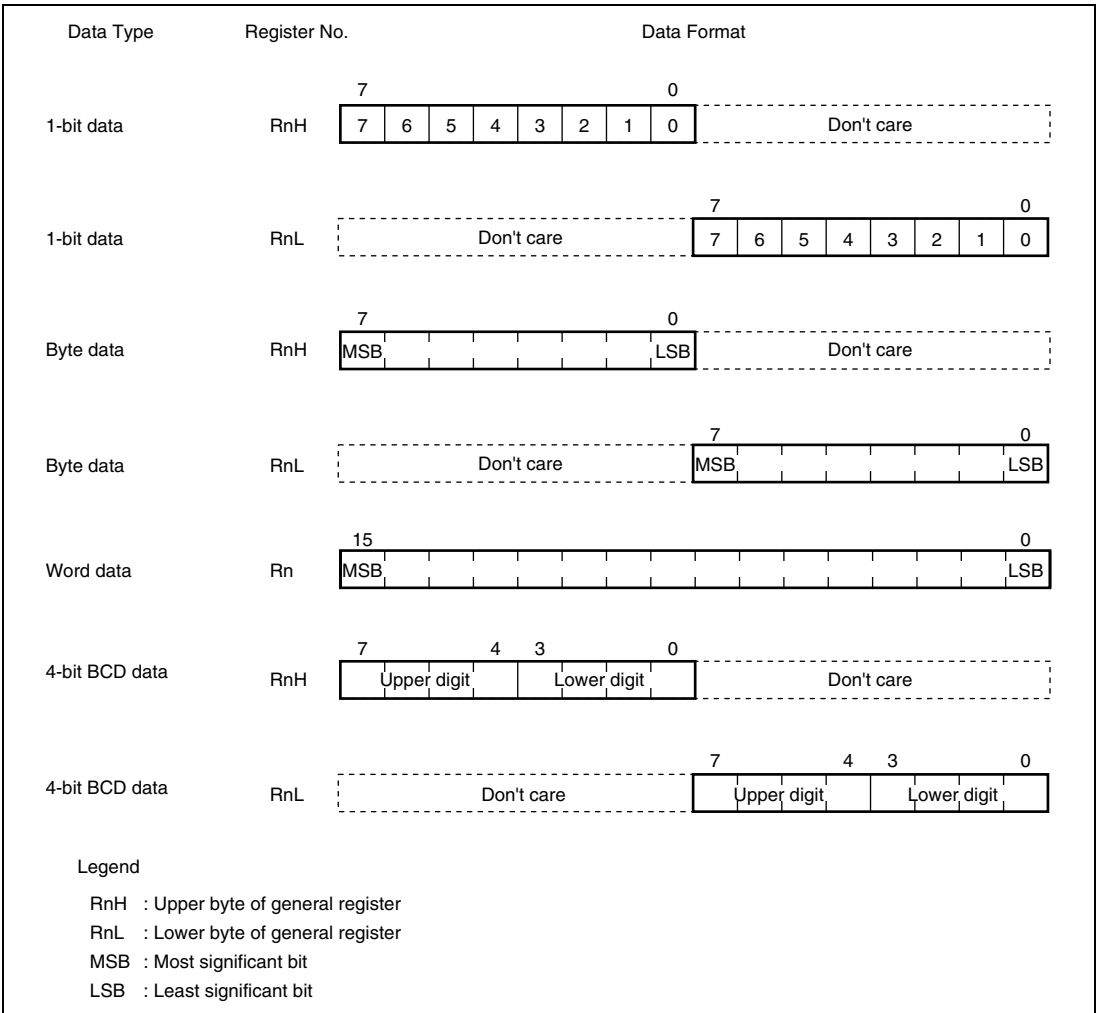 Data Type Register No. Data Format
7 0
1-bit data RnH 7 6 5 4 3 2 1 0 Don't care
7 0
1-bit data RnL Don't care 7 6 5 4 3 2 1 0
7 0
Byte data RnH MSB LSB Don't care
7 0
Byte data RnL Don't care MSB LSB
15 0
Word data Rn MSB LSB
7 4 3 0
4-bit BCD data RnH Upper digit Lower digit Don't care
7 4 3 0
4-bit BCD data RnL Don't care Upper digit Lower digit
Legend
RnH : Upper byte of general register
RnL : Lower byte of general register
MSB : Most significant bit
LSB : Least significant bit